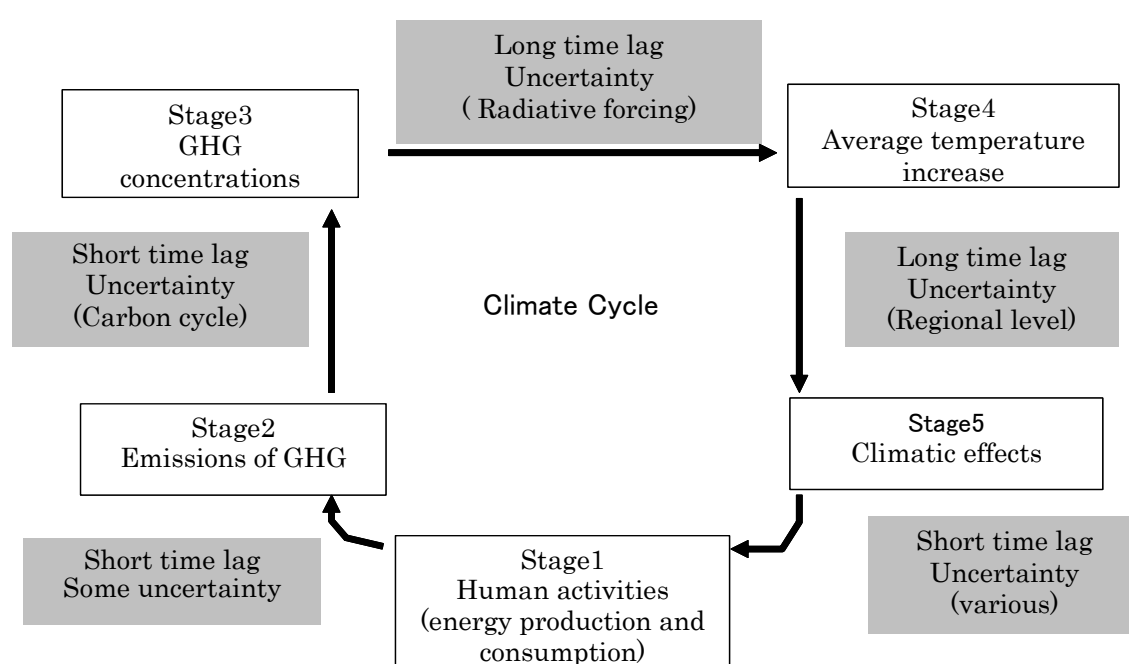 Long time lag
Uncertainty
( Radiative forcing)
Stage3
GHG
concentrations
Stage4
Average temperature
increase
Short time lag
Uncertainty
(Carbon cycle)
Climate Cycle
Long time lag
Uncertainty
(Regional level)
Stage2
Emissions of GHG
Stage5
Climatic effects
Short time lag
Some uncertainty
Stage1
Human activities
(energy production and
consumption)
Short time lag
Uncertainty
(various)